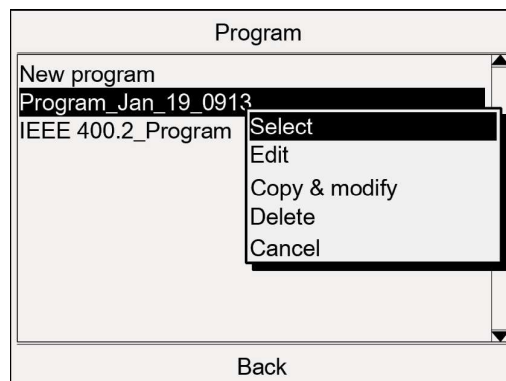 Program
New program
Program_Jan_19_0913
IEEE 400.2_Program
Select
Edit
Copy & modify
Delete
Cancel
Back